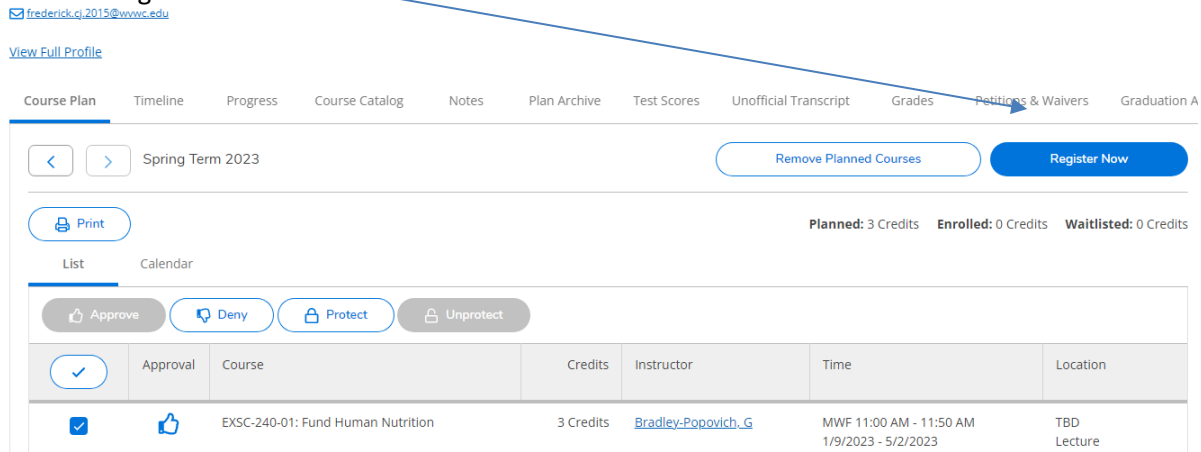 frederick.cj.2015@wvwc.edu
View Full Profile
Course Plan Timeline Progress Course Catalog Notes Plan Archive Test Scores Unofficial Transcript Grades Petitions & Waivers Graduation A
Spring Term 2023 Remove Planned Courses Register Now
Print Planned: 3 Credits Enrolled: 0 Credits Waitlisted: 0 Credits
List Calendar
Approve Deny Protect Unprotect
Approval Course Credits Instructor Time Location
EXSC-240-01: Fund Human Nutrition 3 Credits Bradley-Popovich, G MWF 11:00 AM - 11:50 AM TBD
1/9/2023 - 5/2/2023 Lecture